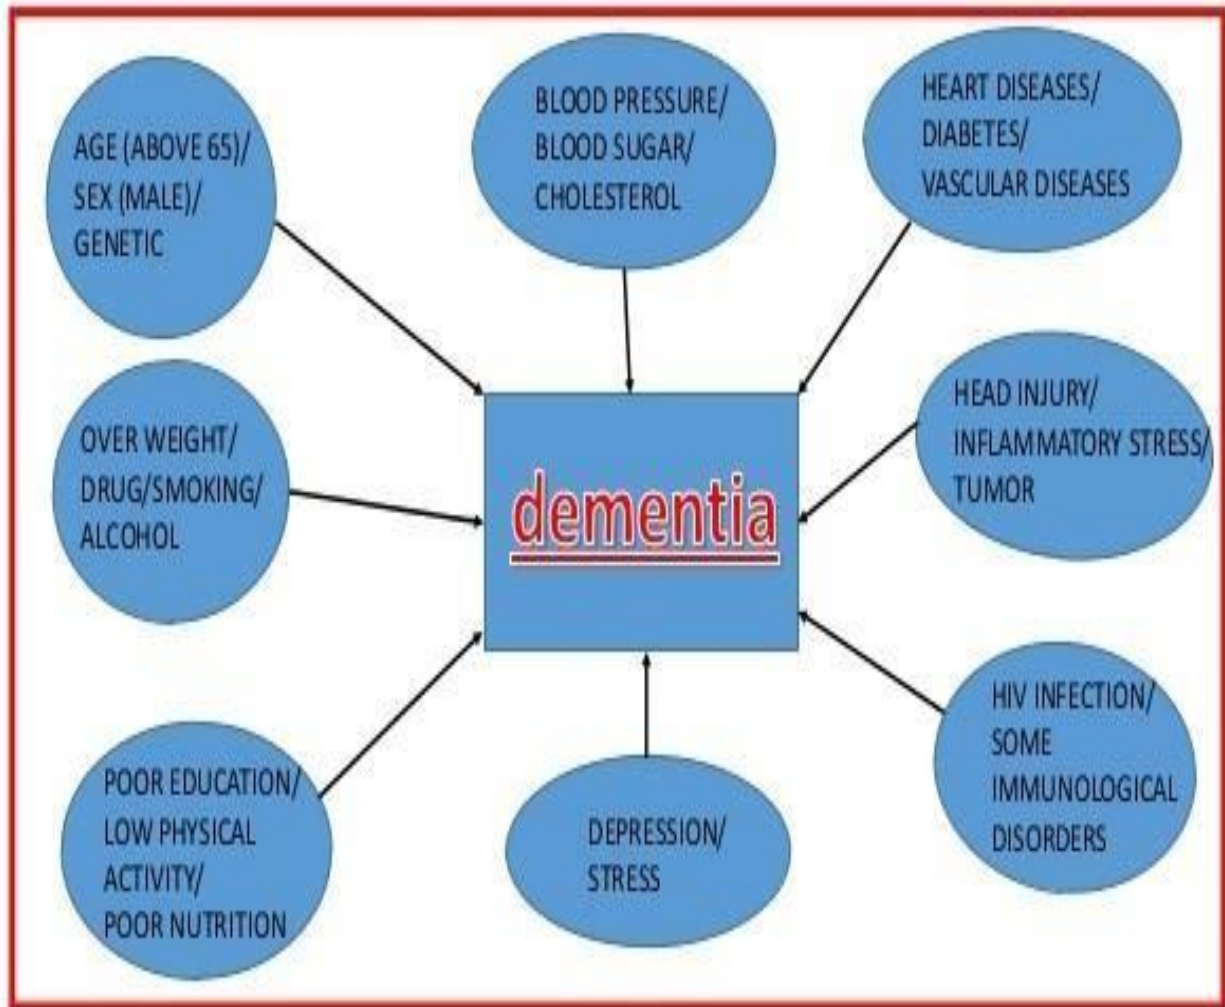 AGE (ABOVE 65)/
SEX (MALE)/
GENETIC
BLOOD PRESSURE/
BLOOD SUGAR/
CHOLESTEROL
HEART DISEASES/
DIABETES/
VASCULAR DISEASES
OVER WEIGHT/
DRUG/SMOKING/
ALCOHOL
dementia
HEAD INJURY/
INFLAMMATORY STRESS/
TUMOR
POOR EDUCATION/
LOW PHYSICAL
ACTIVITY/
POOR NUTRITION
DEPRESSION/
STRESS
HIV INFECTION/
SOME
IMMUNOLOGICAL
DISORDERS